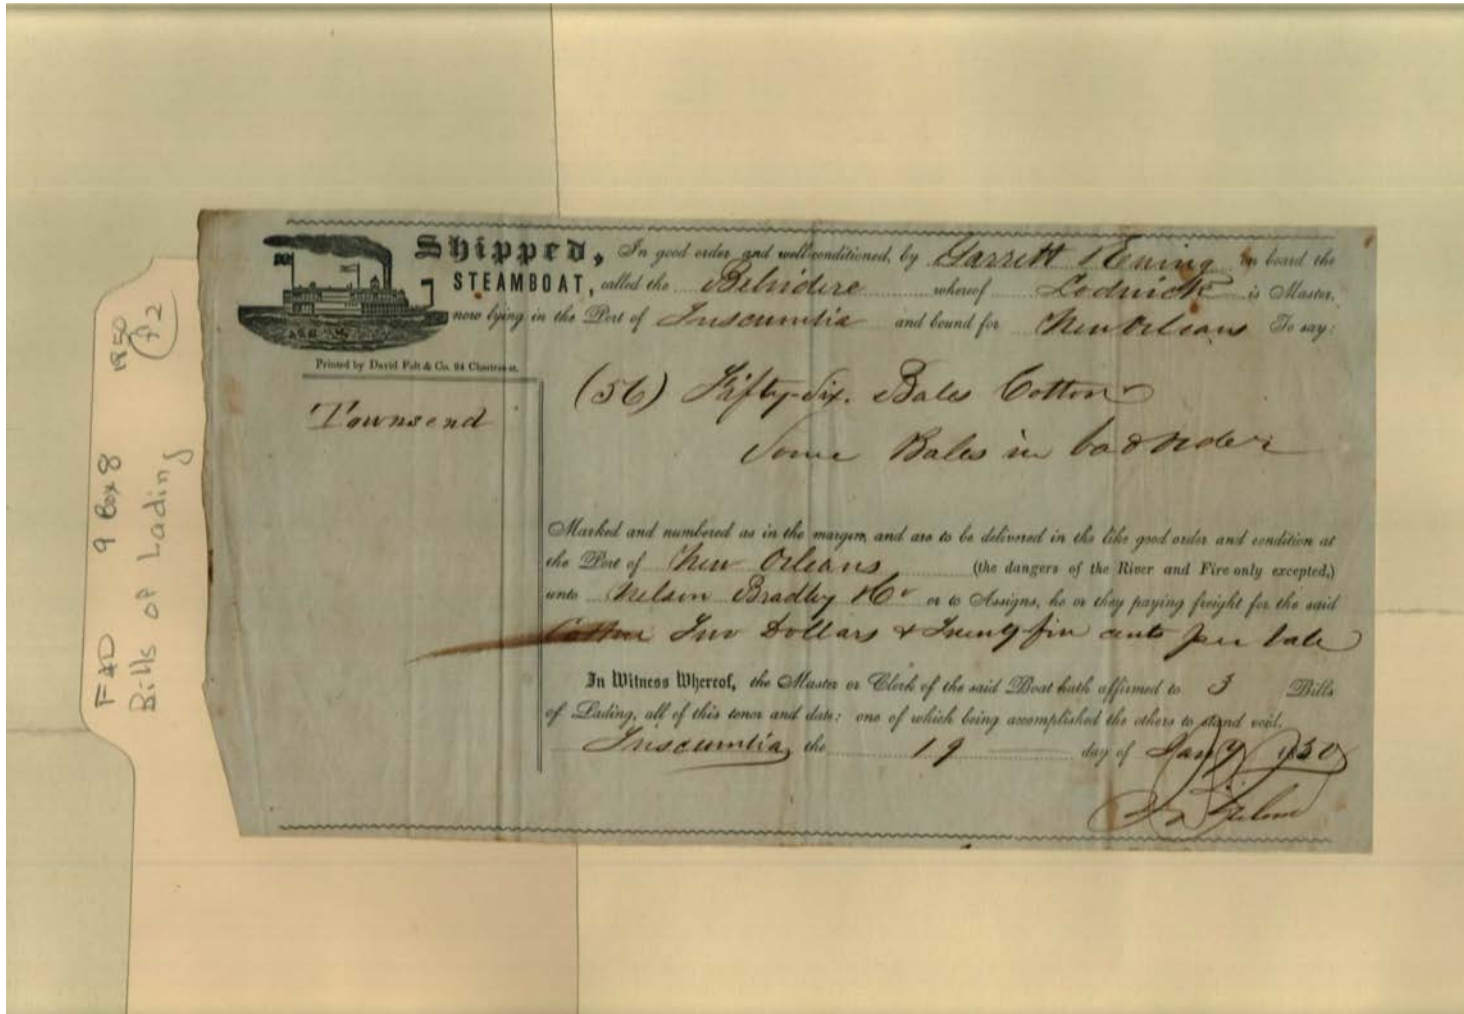 Shipped, In good order and well conditioned, by Garrett on board the
STEAMBOAT, called the Belvidere whereof Lodwick is Master,
now lying in the Port of Tuscumbia and bound for New Orleans To say:
Printed by David Felt & Co. 24 Chartres st.
Townsend
(56) Fifty-Six. Bales Cotton
Some Bales in bad order
Marked and numbered as in the margin, and are to be delivered in the like good order and condition at
the Port of New Orleans (the dangers of the River and Fire only excepted,)
unto Nelson Bradley & Co or to Assigns, he or they paying freight for the said
Cotton Two Dollars & Twenty five cents per bale
In Witness Whereof, the Master or Clerk of the said Boat hath affirmed to 3 Bills
of Lading, all of this tenor and date: one of which being accomplished the others to stand void.
Tuscumbia, the 19 day of Jany 1850
F&D 9 Box 8 1850
Bills of Lading f2